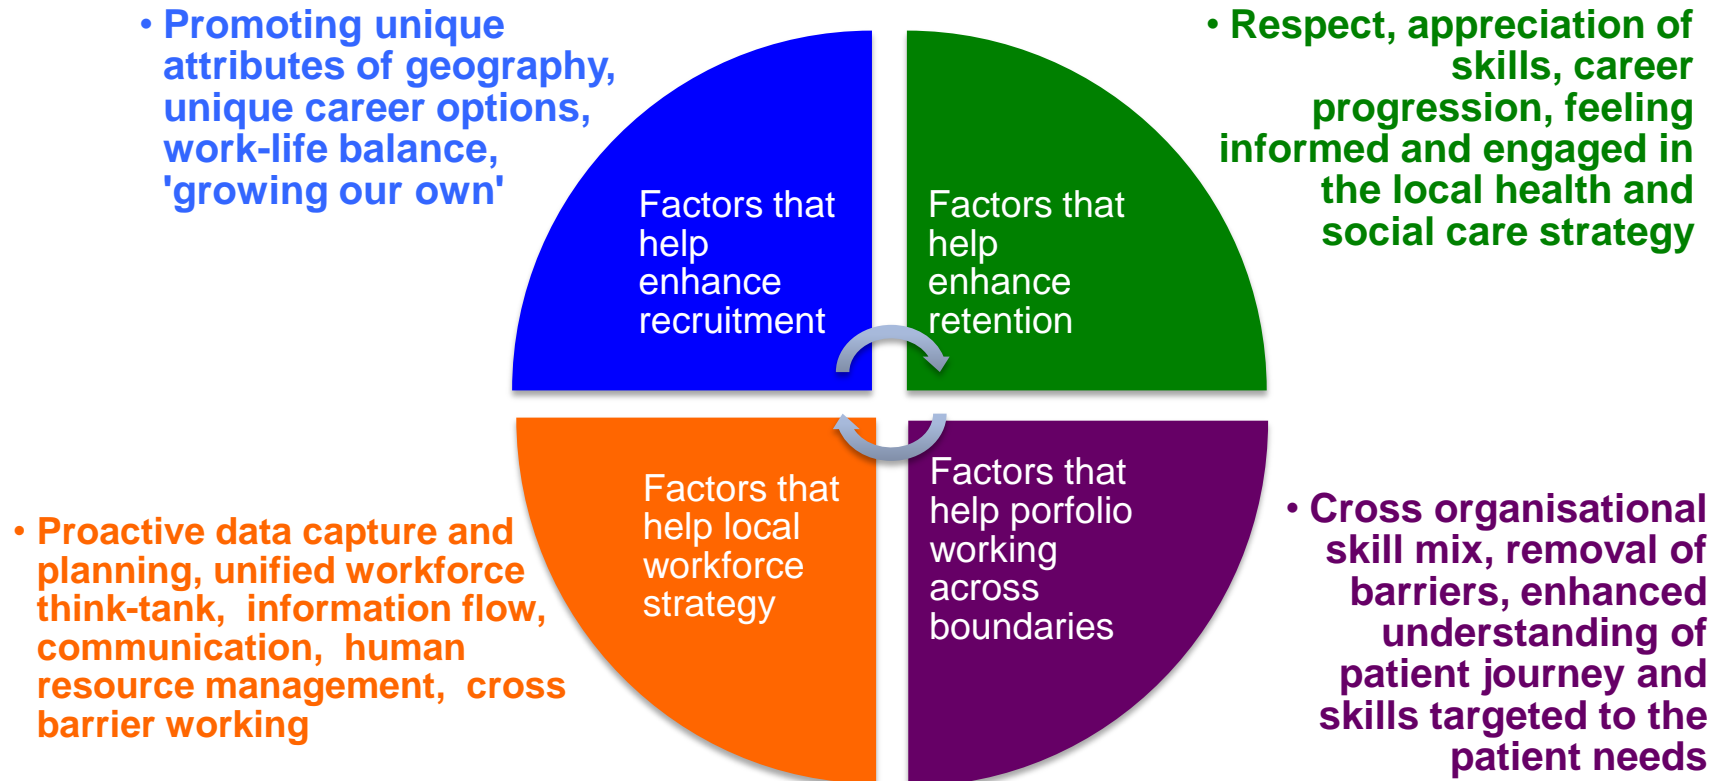 • Promoting unique
attributes of geography,
unique career options,
work-life balance,
'growing our own'
Factors that
help
enhance
recruitment
Factors that
help
enhance
retention
• Respect, appreciation of
skills, career
progression, feeling
informed and engaged in
the local health and
social care strategy
• Proactive data capture and
planning, unified workforce
think-tank,  information flow,
communication,  human
resource management,  cross
barrier working
Factors that
help local
workforce
strategy
Factors that
help porfolio
working
across
boundaries
• Cross organisational
skill mix, removal of
barriers, enhanced
understanding of
patient journey and
skills targeted to the
patient needs